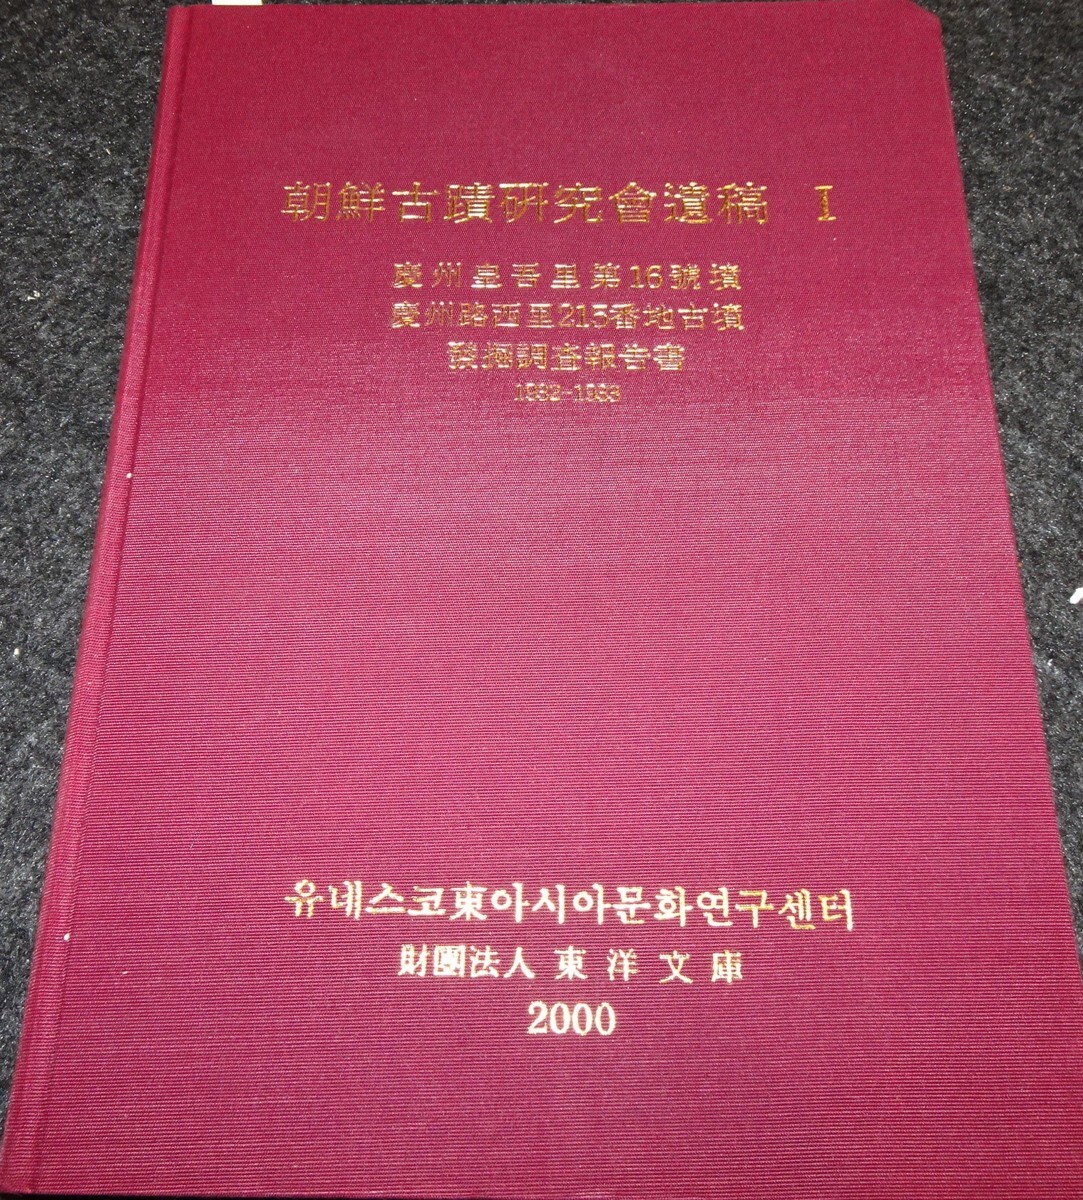 朝鮮古蹟硏究會遺稿 I
慶州皇吾里第16號墳
慶州路西里215番地古墳
發掘調査報告書
1932-1933
유네스코東아시아문화연구센터
財團法人 東洋文庫
2000